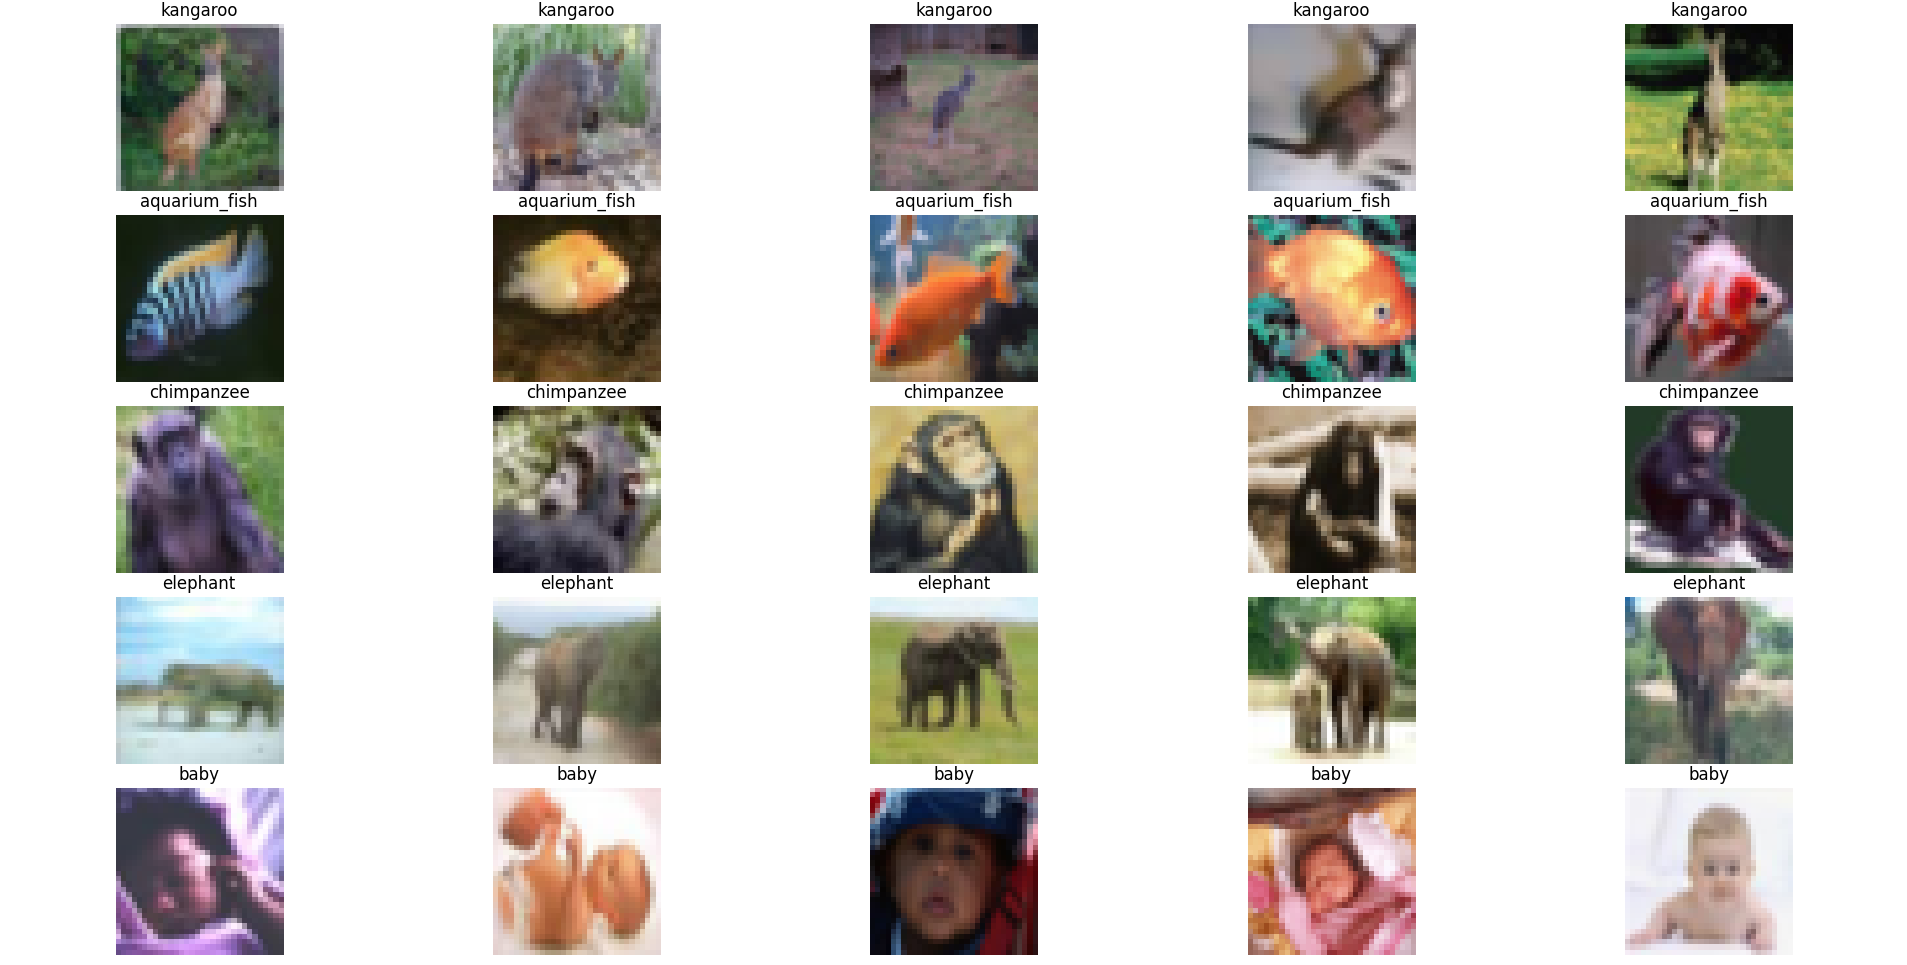 kangaroo kangaroo kangaroo kangaroo kangaroo
aquarium_fish aquarium_fish aquarium_fish aquarium_fish aquarium_fish
chimpanzee chimpanzee chimpanzee chimpanzee chimpanzee
elephant elephant elephant elephant elephant
baby baby baby baby baby